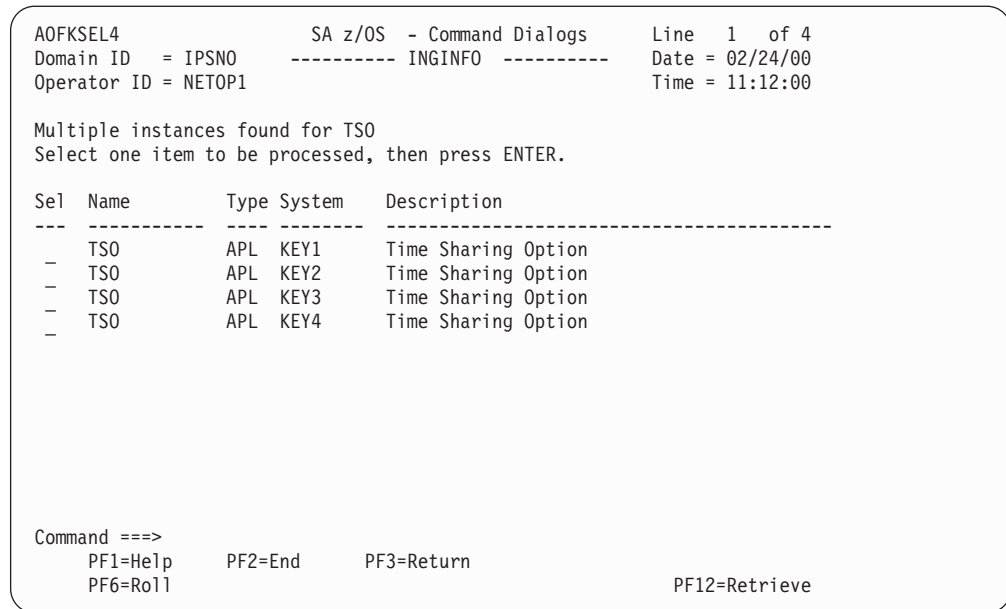 AOFKSEL4 SA z/OS - Command Dialogs Line 1 of 4
Domain ID = IPSNO ---------- INGINFO ---------- Date = 02/24/00
Operator ID = NETOP1 Time = 11:12:00
Multiple instances found for TSO
Select one item to be processed, then press ENTER.
Sel Name Type System Description
--- ----------- ---- -------- ------------------------------------------
_ TSO APL KEY1 Time Sharing Option
_ TSO APL KEY2 Time Sharing Option
_ TSO APL KEY3 Time Sharing Option
_ TSO APL KEY4 Time Sharing Option
Command ===>
PF1=Help PF2=End PF3=Return
PF6=Roll PF12=Retrieve